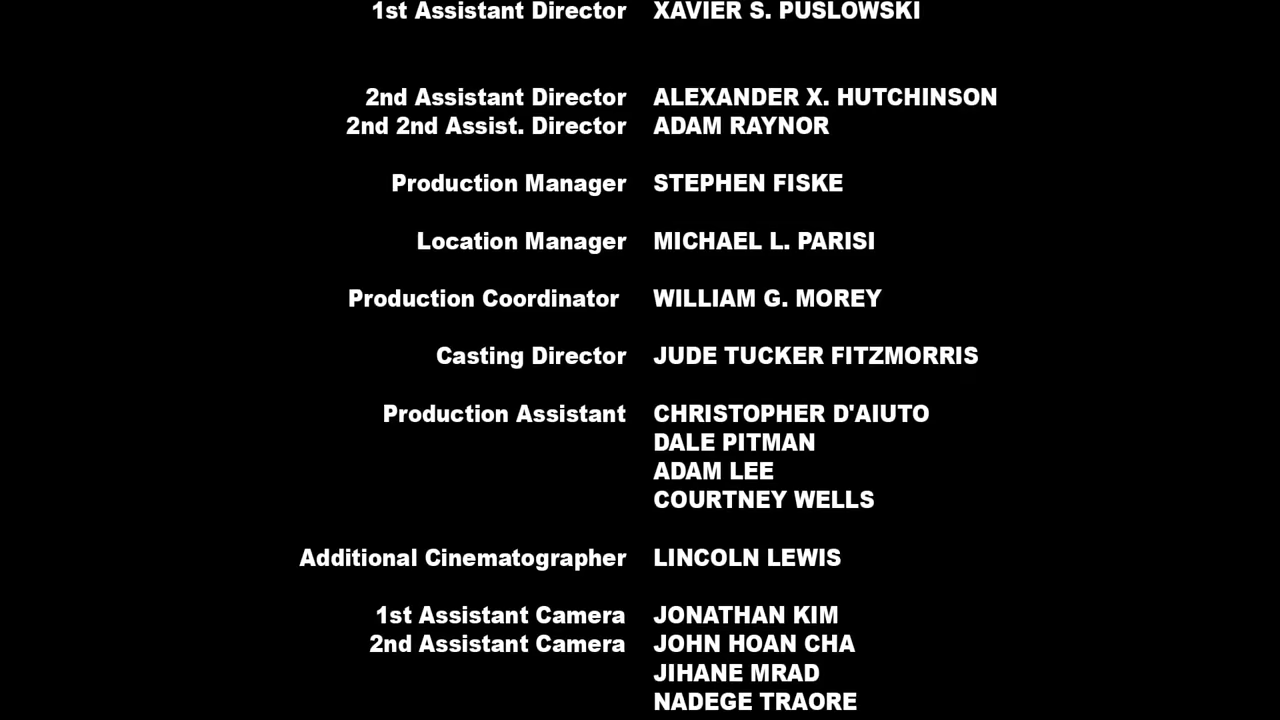 1st Assistant Director XAVIER S. PUSLOWSKI
2nd Assistant Director ALEXANDER X. HUTCHINSON
2nd 2nd Assist. Director ADAM RAYNOR
Production Manager STEPHEN FISKE
Location Manager MICHAEL L. PARISI
Production Coordinator WILLIAM G. MOREY
Casting Director JUDE TUCKER FITZMORRIS
Production Assistant CHRISTOPHER D'AIUTO
DALE PITMAN
ADAM LEE
COURTNEY WELLS
Additional Cinematographer LINCOLN LEWIS
1st Assistant Camera JONATHAN KIM
2nd Assistant Camera JOHN HOAN CHA
JIHANE MRAD
NADEGE TRAORE